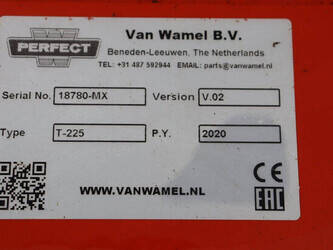 PERFECT
Van Wamel B.V.
Beneden-Leeuwen, The Netherlands
TEL: +31 487 592944 EMAIL: parts@vanwamel.nl
Serial No. 18780-MX Version V.02
Type T-225 P.Y. 2020
WWW.VANWAMEL.NL
CE
EAC